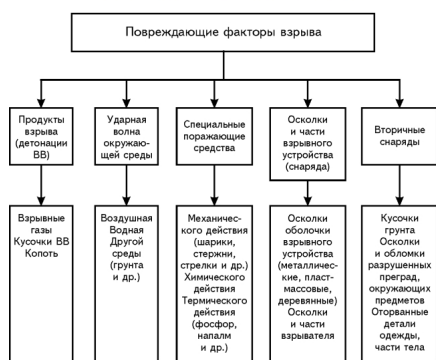 Повреждающие факторы взрыва
Продукты
взрыва
(детонации
ВВ)
Ударная
волна
окружаю-
щей среды
Специальные
поражающие
средства
Осколки
и части
взрывного
устройства
(снаряда)
Вторичные
снаряды
Взрывные
газы
Кусочки ВВ
Копоть
Воздушная
Водная
Другой
среды
(грунта
и др.)
Механичес-
кого действия
(шарики,
стержни,
стрелки и др.)
Химического
действия
Термического
действия
(фосфор,
напалм
и др.)
Осколки
оболочки
взрывного
устройства
(металличес-
кие, пласт-
массовые,
деревянные)
Осколки
и части
взрывателя
Кусочки
грунта
Осколки
и обломки
разрушенных
преград,
окружающих
предметов
Оторванные
детали
одежды,
части тела